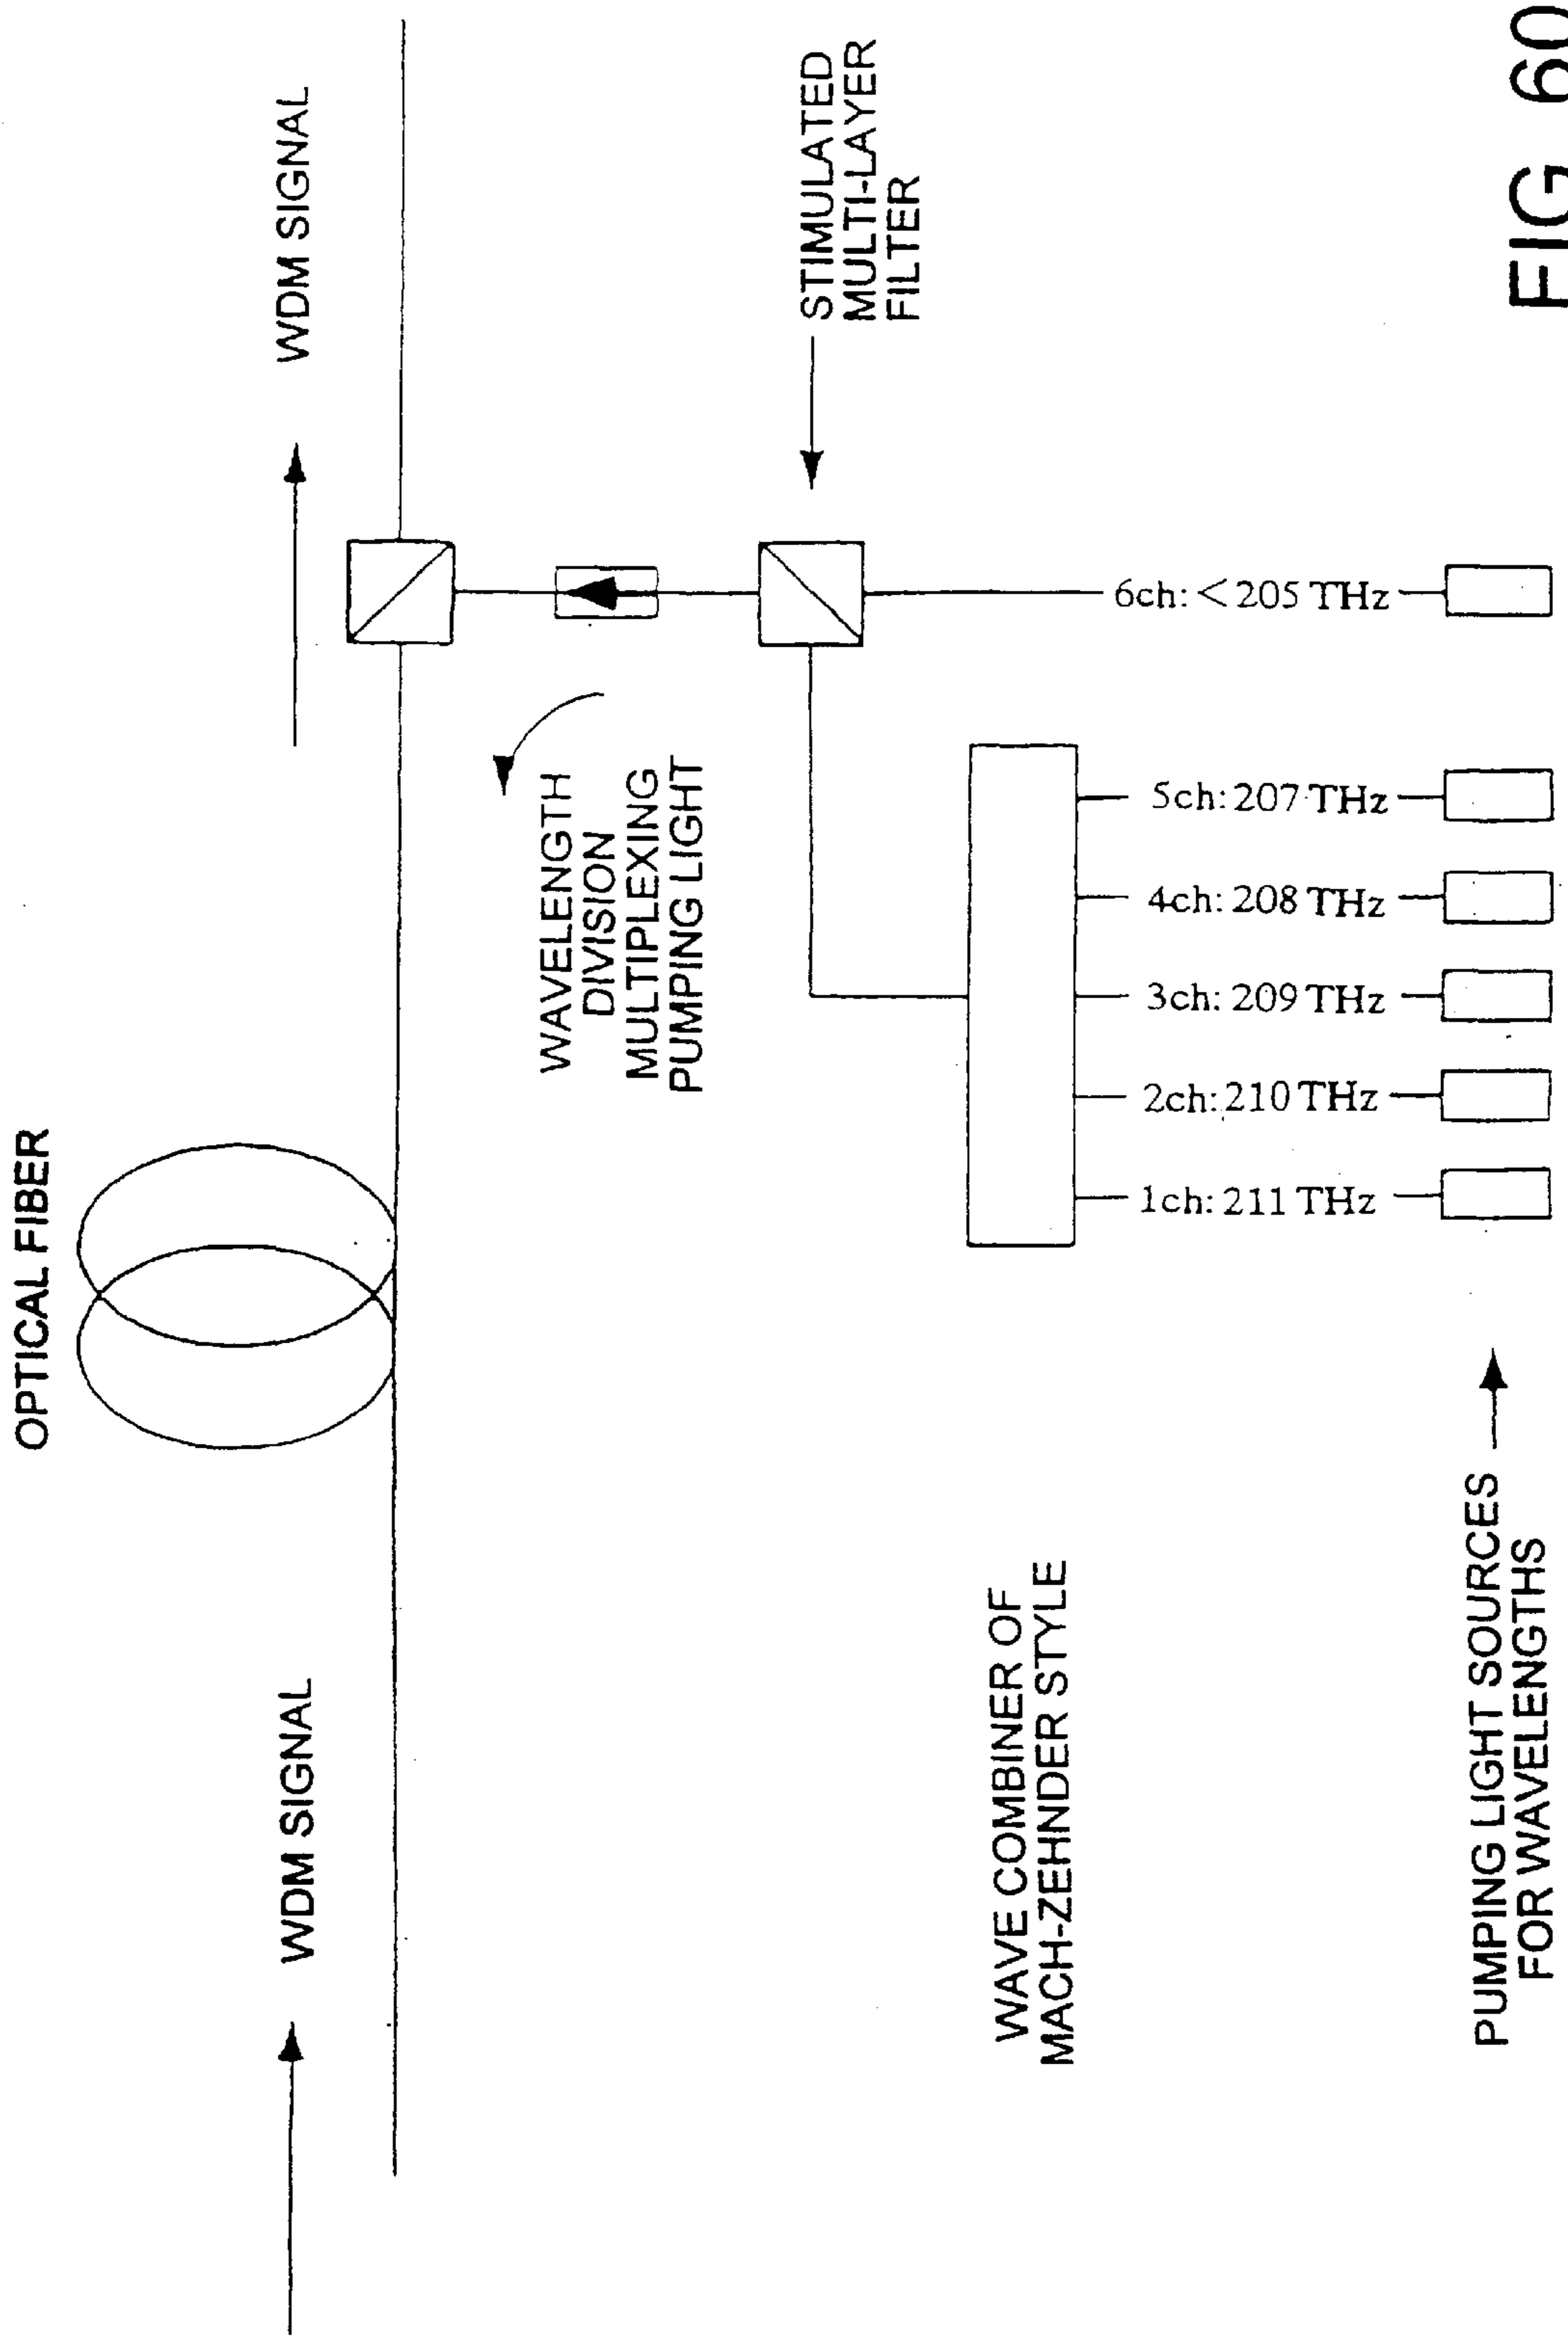 OPTICAL FIBER
WDM SIGNAL
WDM SIGNAL
WAVELENGTH
DIVISION
MULTIPLEXING
PUMPING LIGHT
STIMULATED
MULTI-LAYER
FILTER
WAVE COMBINER OF
MACH-ZEHNDER STYLE
1ch: 211 THz
2ch: 210 THz
3ch: 209 THz
4ch: 208 THz
5ch: 207 THz
6ch: < 205 THz
PUMPING LIGHT SOURCES
FOR WAVELENGTHS
FIG 60